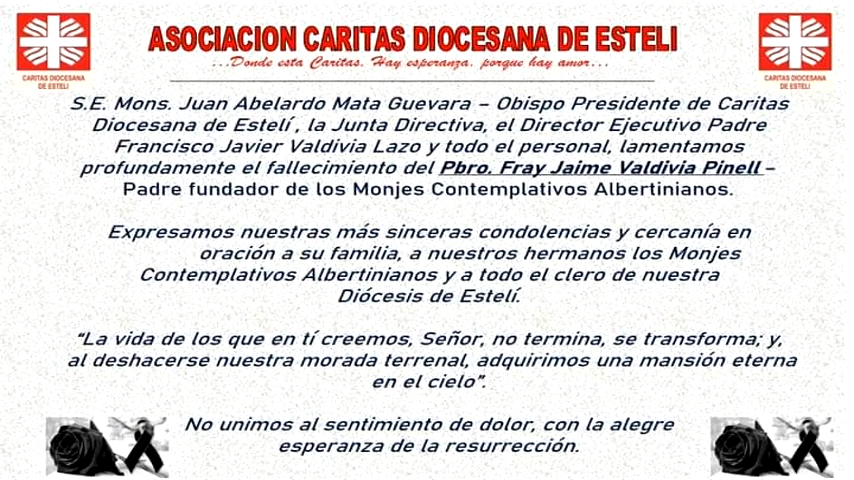 ASOCIACION CARITAS DIOCESANA DE ESTELI
...Donde esta Caritas. Hay esperanza. porque hay amor...
CARITAS DIOCESANA
DE ESTELI
CARITAS DIOCESANA
DE ESTELI
S.E. Mons. Juan Abelardo Mata Guevara – Obispo Presidente de Caritas
Diocesana de Estelí , la Junta Directiva, el Director Ejecutivo Padre
Francisco Javier Valdivia Lazo y todo el personal, lamentamos
profundamente el fallecimiento del Pbro. Fray Jaime Valdivia Pinell –
Padre fundador de los Monjes Contemplativos Albertinianos.
Expresamos nuestras más sinceras condolencias y cercanía en
oración a su familia, a nuestros hermanos los Monjes
Contemplativos Albertinianos y a todo el clero de nuestra
Diócesis de Estelí.
“La vida de los que en tí creemos, Señor, no termina, se transforma; y,
al deshacerse nuestra morada terrenal, adquirimos una mansión eterna
en el cielo”.
No unimos al sentimiento de dolor, con la alegre
esperanza de la resurrección.